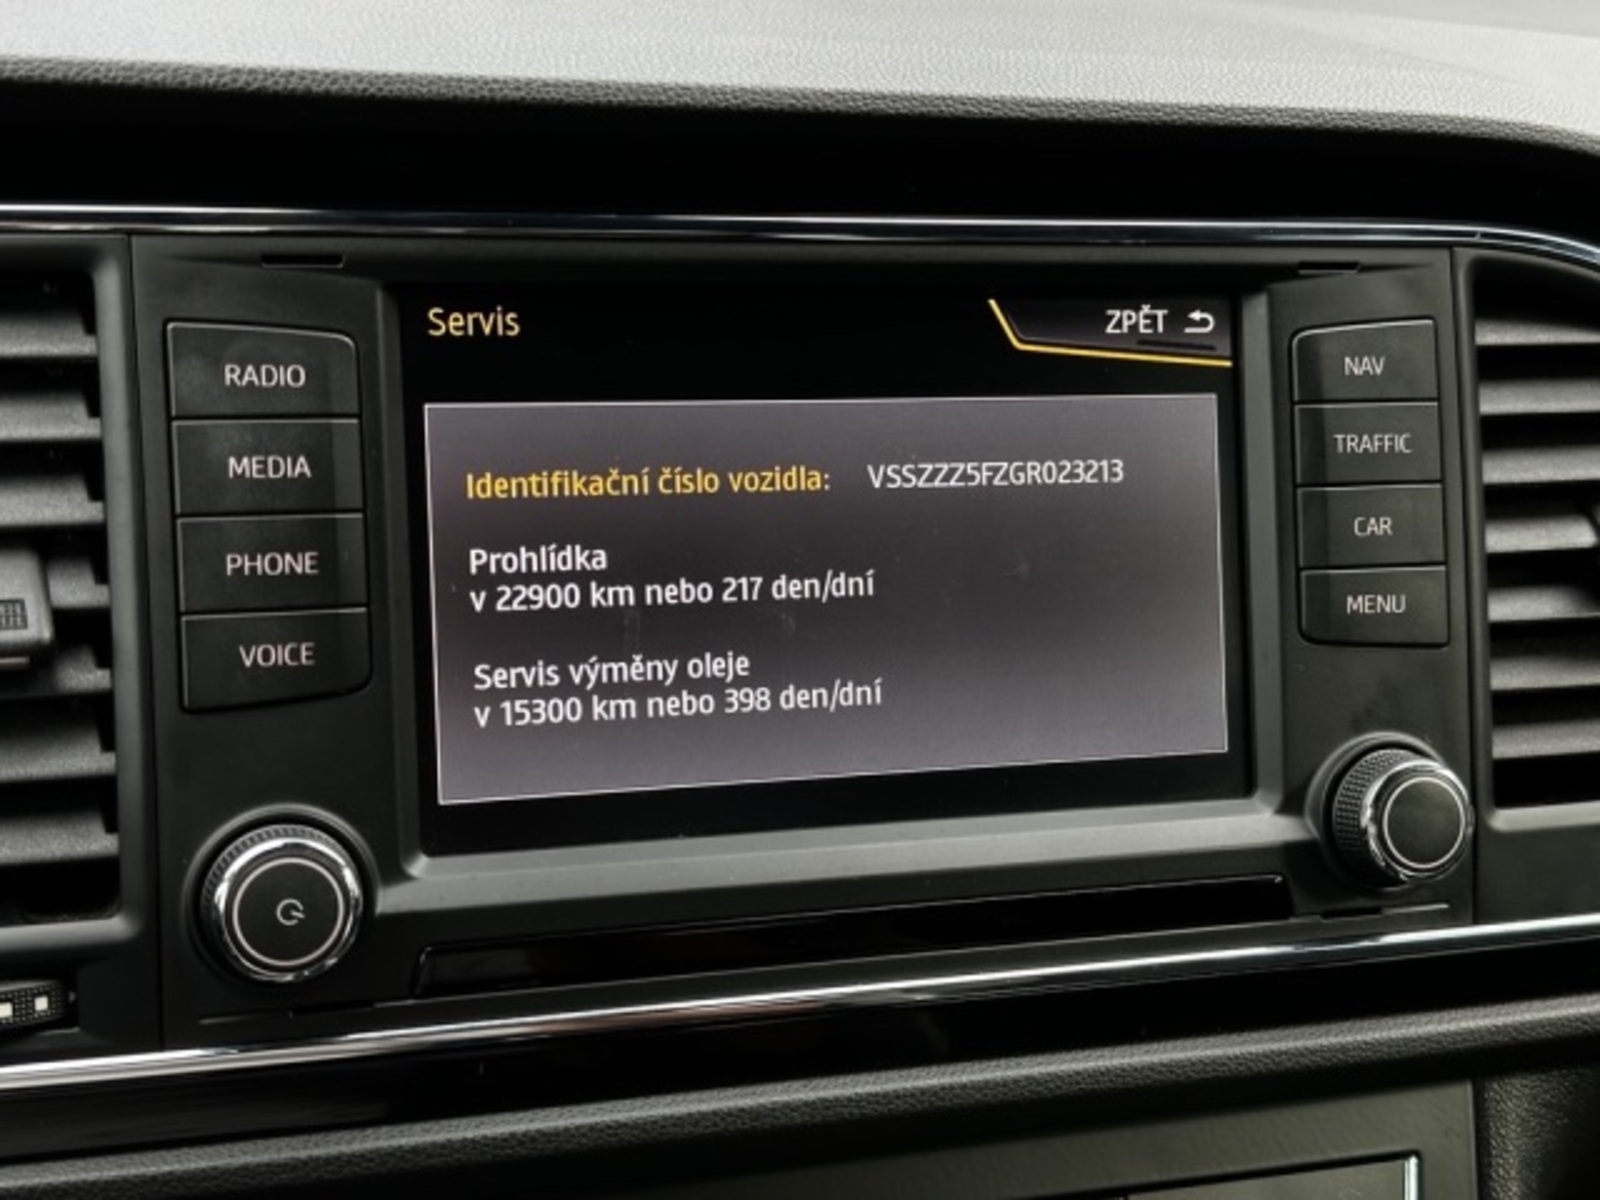 Servis
ZPĚT
RADIO
MEDIA
PHONE
VOICE
Identifikační číslo vozidla: VSSZZZ5FZGR023213
Prohlídka
v 22900 km nebo 217 den/dní
Servis výměny oleje
v 15300 km nebo 398 den/dní
NAV
TRAFFIC
CAR
MENU